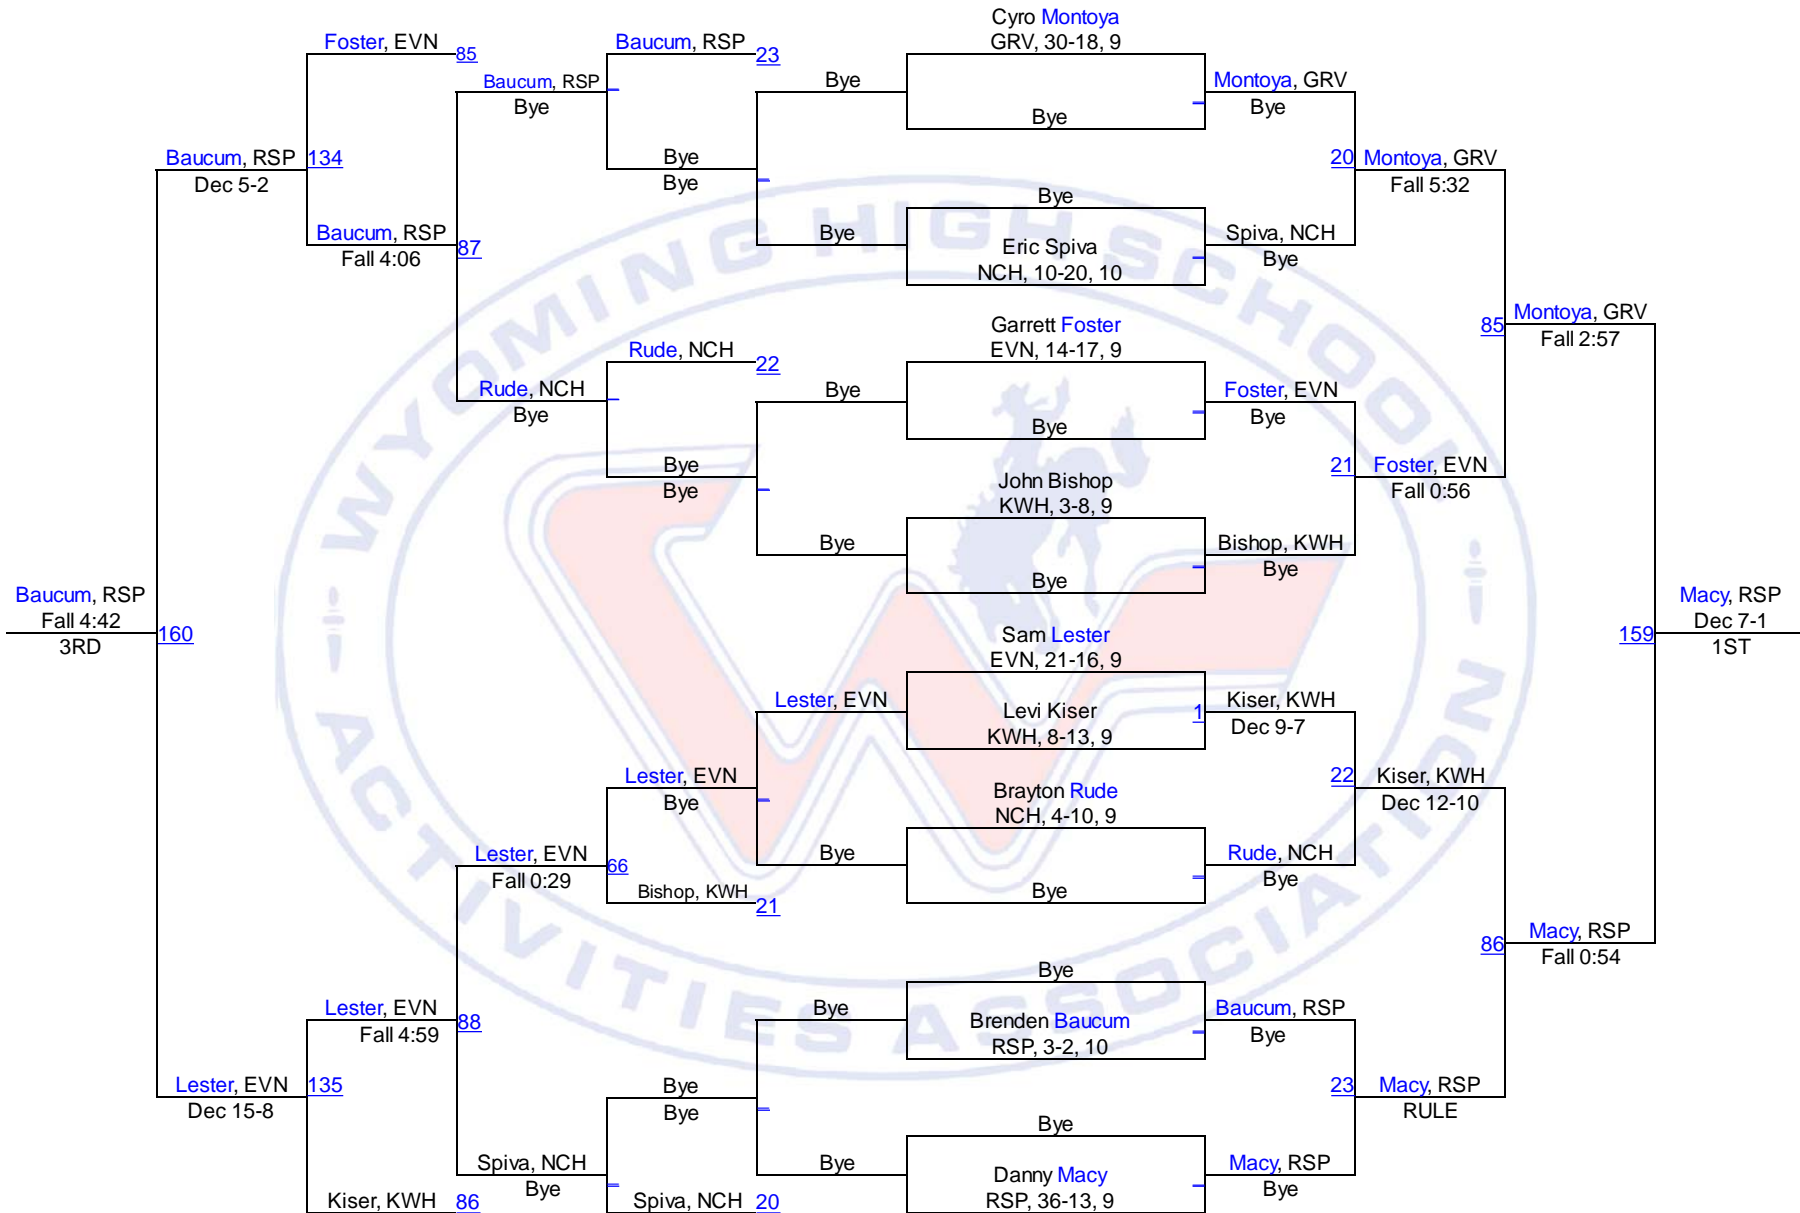 Cyro Montoya
GRV, 30-18, 9
Foster, EVN
85
Baucum, RSP
23
Baucum, RSP
Bye
Bye
Montoya, GRV
Bye
Bye
Baucum, RSP
134
Dec 5-2
Bye
Bye
20
Montoya, GRV
Fall 5:32
Baucum, RSP
87
Fall 4:06
Bye
Bye
Eric Spiva
NCH, 10-20, 10
Spiva, NCH
Bye
Montoya, GRV
85
Fall 2:57
Garrett Foster
EVN, 14-17, 9
Rude, NCH
22
Rude, NCH
Bye
Bye
Foster, EVN
Bye
Bye
Bye
Bye
21
Foster, EVN
Fall 0:56
John Bishop
KWH, 3-8, 9
Bye
Bishop, KWH
Bye
Bye
Baucum, RSP
Fall 4:42
160
3RD
Macy, RSP
Dec 7-1
159
1ST
Sam Lester
EVN, 21-16, 9
Lester, EVN
Levi Kiser
KWH, 8-13, 9
1
Kiser, KWH
Dec 9-7
Lester, EVN
Bye
Brayton Rude
NCH, 4-10, 9
22
Kiser, KWH
Dec 12-10
Lester, EVN
66
Fall 0:29
Bye
Rude, NCH
Bye
Bye
Bishop, KWH
21
Macy, RSP
86
Fall 0:54
Bye
Lester, EVN
88
Fall 4:59
Bye
Brenden Baucum
RSP, 3-2, 10
Baucum, RSP
Bye
Lester, EVN
135
Dec 15-8
Bye
Bye
23
Macy, RSP
RULE
Bye
Spiva, NCH
Bye
Bye
Danny Macy
RSP, 36-13, 9
Macy, RSP
Bye
Kiser, KWH
86
Spiva, NCH
20
WYOMING HIGH SCHOOL
ACTIVITIES ASSOCIATION